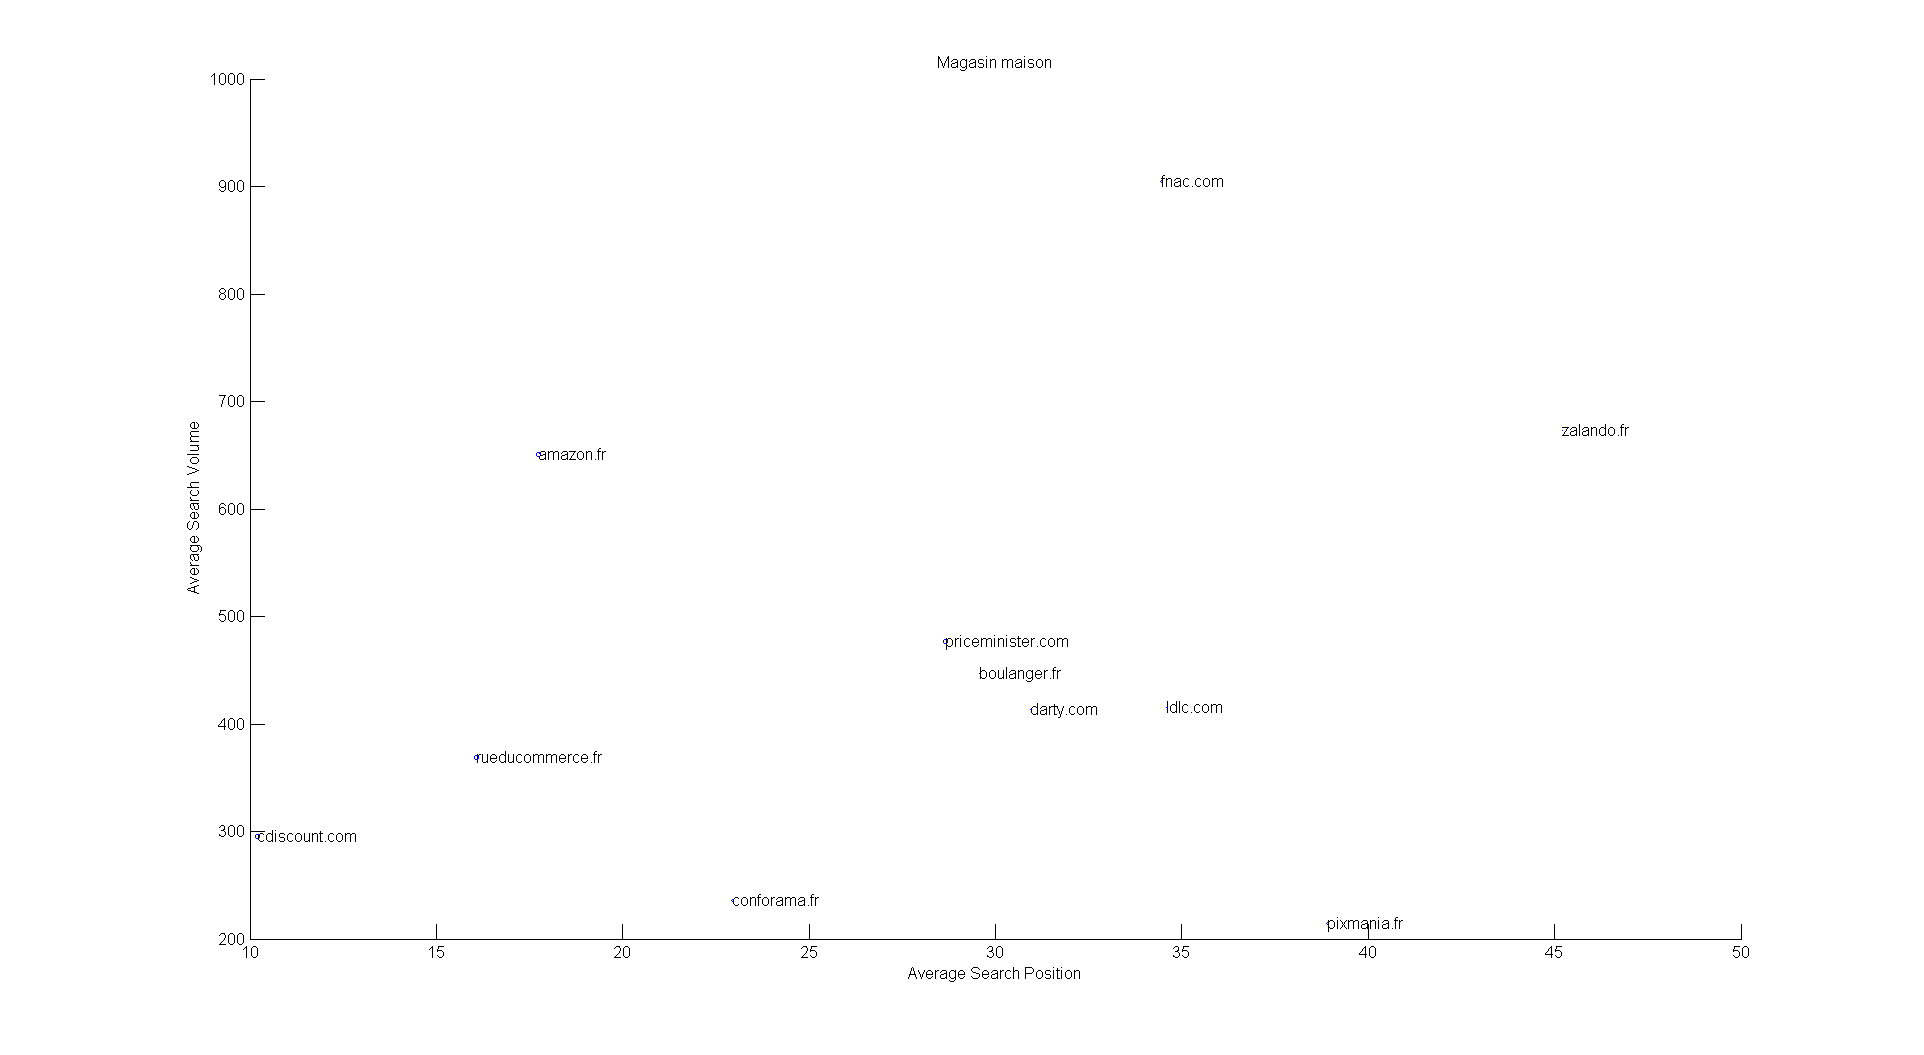 Magasin maison
1000
900
800
700
600
500
400
300
200
Average Search Volume
fnac.com
zalando.fr
amazon.fr
priceminister.com
boulanger.fr
darty.com
ldlc.com
rueducommerce.fr
cdiscount.com
conforama.fr
pixmania.fr
10 15 20 25 30 35 40 45 50
Average Search Position